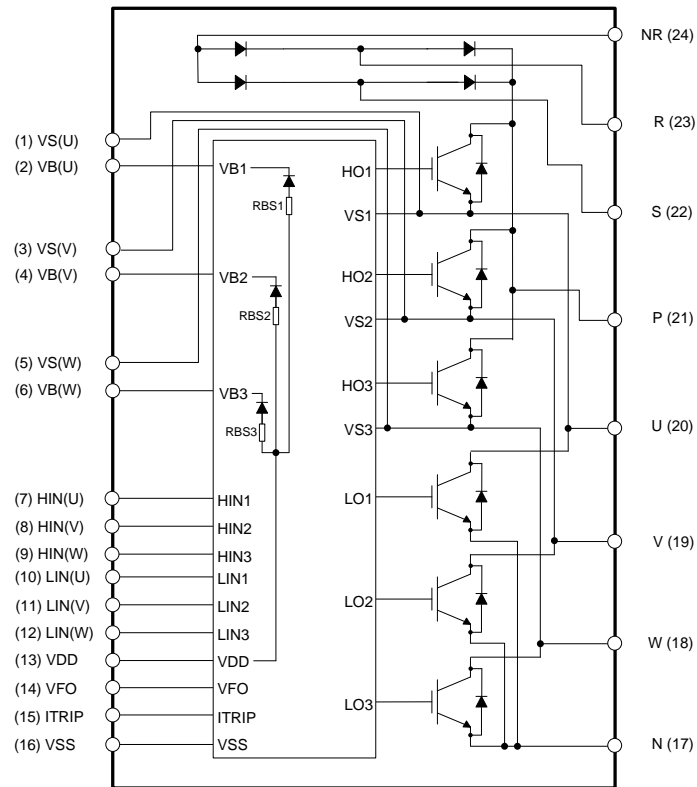 NR (24)
R (23)
S (22)
P (21)
U (20)
V (19)
W (18)
N (17)
(1) VS(U)
(2) VB(U)
(3) VS(V)
(4) VB(V)
(5) VS(W)
(6) VB(W)
(7) HIN(U)
(8) HIN(V)
(9) HIN(W)
(10) LIN(U)
(11) LIN(V)
(12) LIN(W)
(13) VDD
(14) VFO
(15) ITRIP
(16) VSS
VB1
RBS1
VB2
RBS2
VB3
RBS3
HIN1
HIN2
HIN3
LIN1
LIN2
LIN3
VDD
VFO
ITRIP
VSS
HO1
VS1
HO2
VS2
HO3
VS3
LO1
LO2
LO3